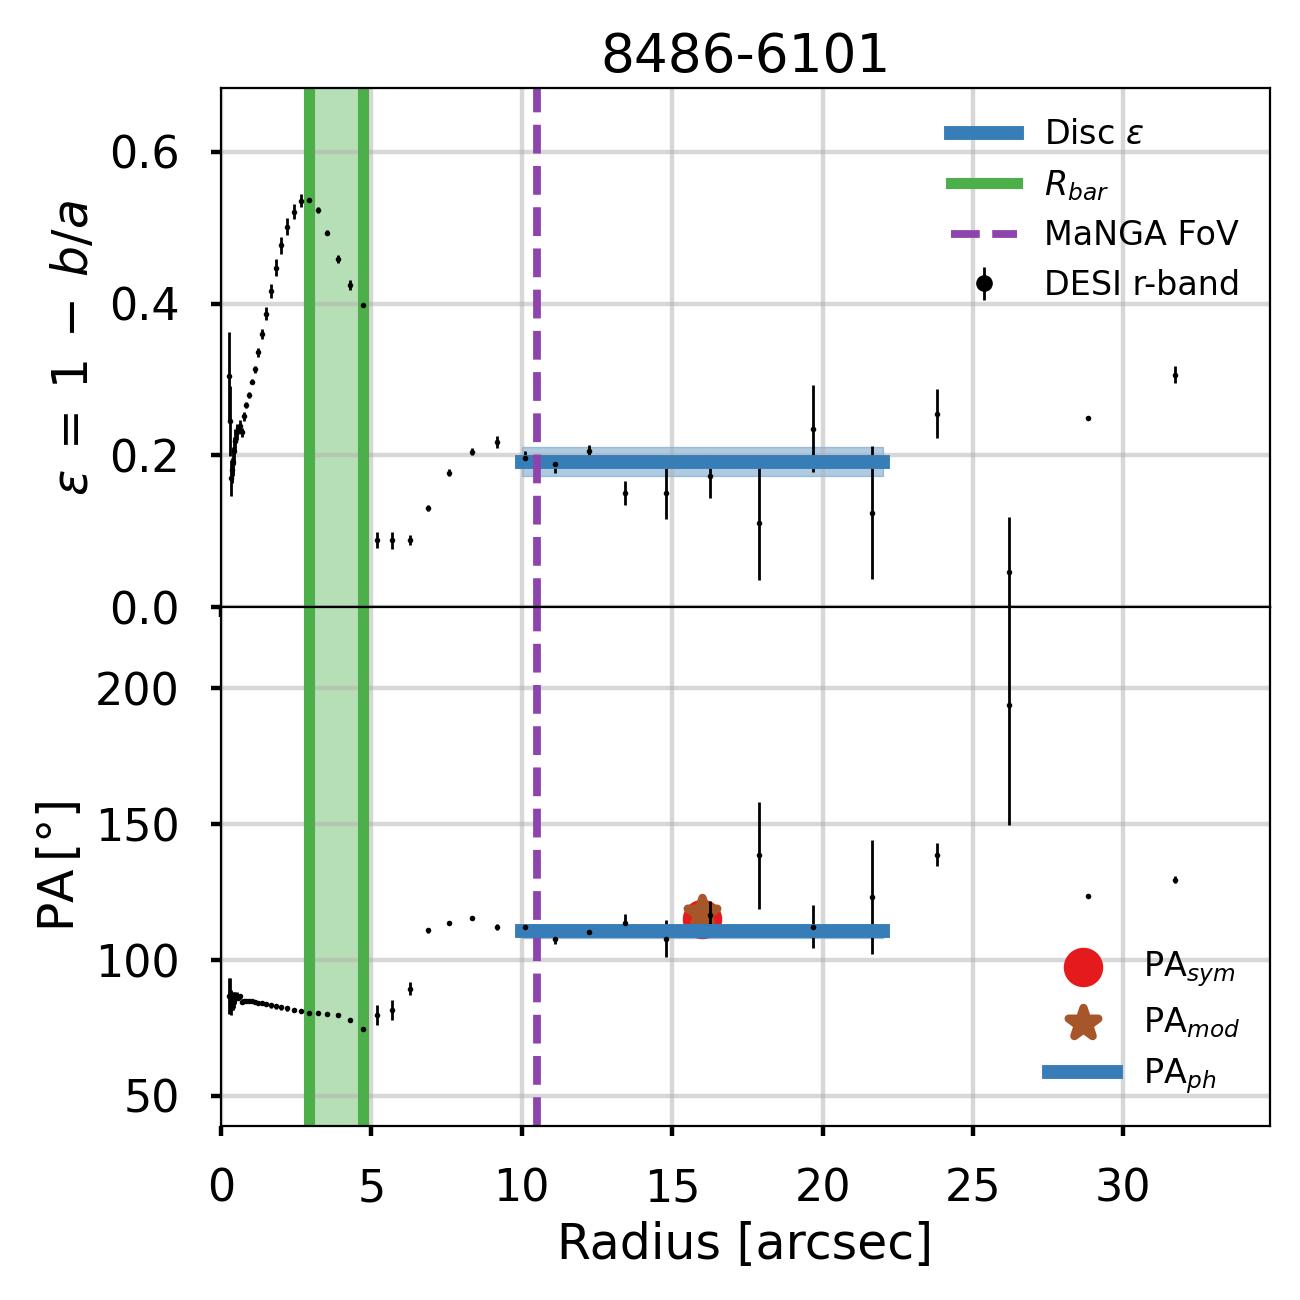 8486-6101
0.6
0.4
0.2
0.0
ε = 1 − b/a
Disc ε
R_bar
MaNGA FoV
DESI r-band
200
150
100
50
PA [°]
PA_sym
PA_mod
PA_ph
0 5 10 15 20 25 30
Radius [arcsec]